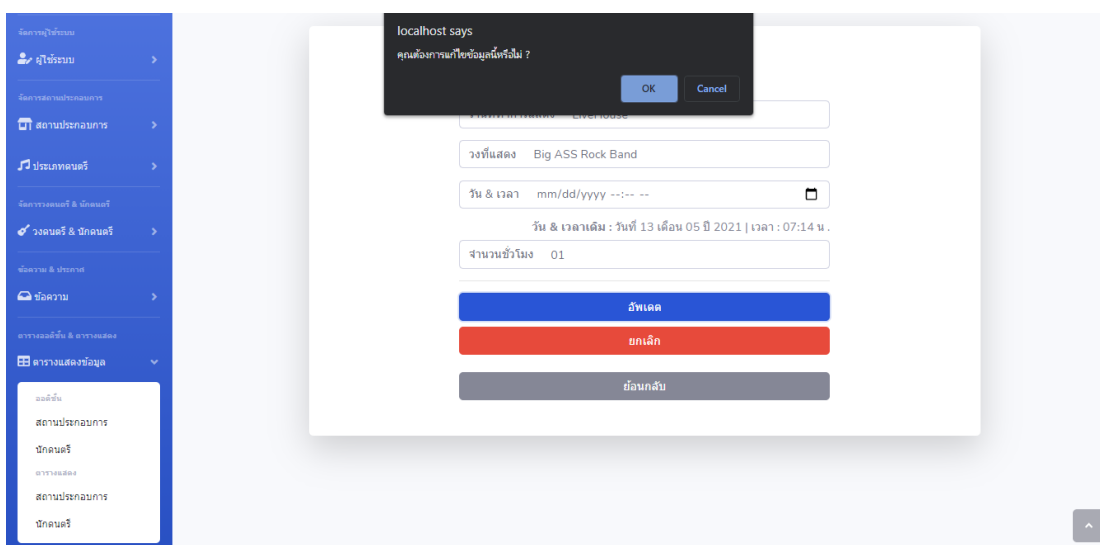 จัดการผู้ใช้ระบบ
ผู้ใช้ระบบ
จัดการสถานประกอบการ
สถานประกอบการ
ประเภทดนตรี
จัดการวงดนตรี & นักดนตรี
วงดนตรี & นักดนตรี
ข้อความ & ประกาศ
ข้อความ
ตารางออดิชั่น & ตารางแสดง
ตารางแสดงข้อมูล
ออดิชั่น
สถานประกอบการ
นักดนตรี
ตารางแสดง
สถานประกอบการ
นักดนตรี
localhost says
คุณต้องการแก้ไขข้อมูลนี้หรือไม่ ?
OK Cancel
LiveHouse
วงที่แสดง Big ASS Rock Band
วัน & เวลา mm/dd/yyyy --:-- --
วัน & เวลาเดิม : วันที่ 13 เดือน 05 ปี 2021 | เวลา : 07:14 น .
จำนวนชั่วโมง 01
อัพเดต
ยกเลิก
ย้อนกลับ